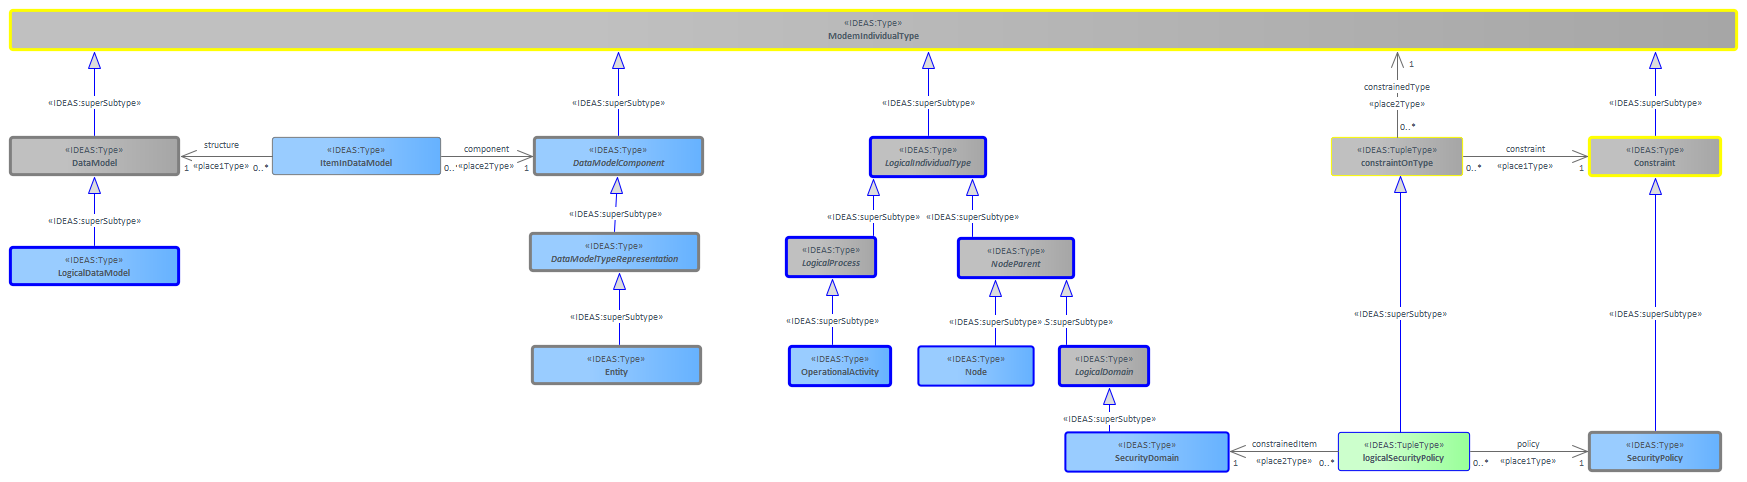 «IDEAS:Type»
ModemIndividualType
«IDEAS:superSubtype»
«IDEAS:superSubtype»
«IDEAS:superSubtype»
1
constrainedType
«place2Type»
0..*
«IDEAS:superSubtype»
«IDEAS:Type»
DataModel
structure
1 «place1Type» 0..*
«IDEAS:Type»
ItemInDataModel
component
0..* «place2Type» 1
«IDEAS:Type»
DataModelComponent
«IDEAS:Type»
LogicalIndividualType
«IDEAS:TupleType»
constraintOnType
constraint
0..* «place1Type» 1
«IDEAS:Type»
Constraint
«IDEAS:superSubtype»
«IDEAS:superSubtype»
«IDEAS:superSubtype»
«IDEAS:superSubtype»
«IDEAS:Type»
LogicalDataModel
«IDEAS:Type»
DataModelTypeRepresentation
«IDEAS:Type»
LogicalProcess
«IDEAS:Type»
NodeParent
«IDEAS:superSubtype»
«IDEAS:superSubtype»
«IDEAS:superSubtype»
S:superSubtype»
«IDEAS:superSubtype»
«IDEAS:superSubtype»
«IDEAS:Type»
Entity
«IDEAS:Type»
OperationalActivity
«IDEAS:Type»
Node
«IDEAS:Type»
LogicalDomain
«IDEAS:superSubtype»
«IDEAS:Type»
SecurityDomain
constrainedItem
1 «place2Type» 0..*
«IDEAS:TupleType»
logicalSecurityPolicy
policy
0..* «place1Type» 1
«IDEAS:Type»
SecurityPolicy